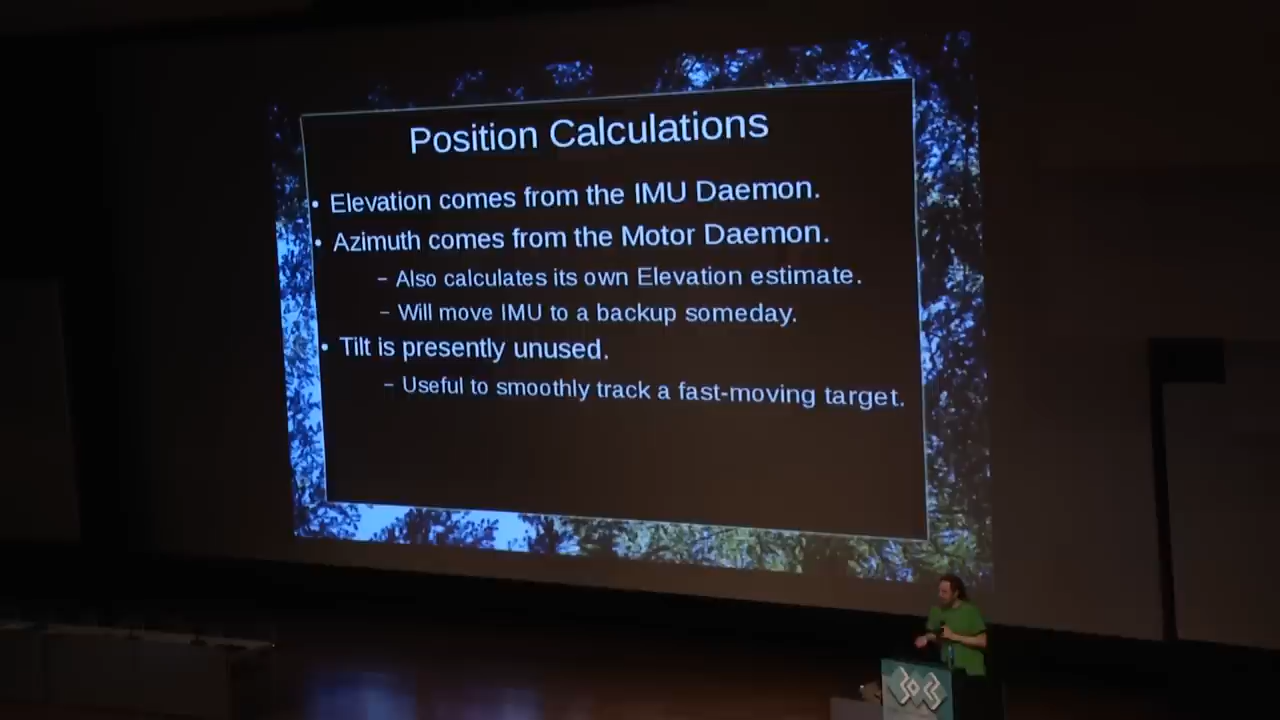 Position Calculations
• Elevation comes from the IMU Daemon.
• Azimuth comes from the Motor Daemon.
– Also calculates its own Elevation estimate.
– Will move IMU to a backup someday.
• Tilt is presently unused.
– Useful to smoothly track a fast-moving target.